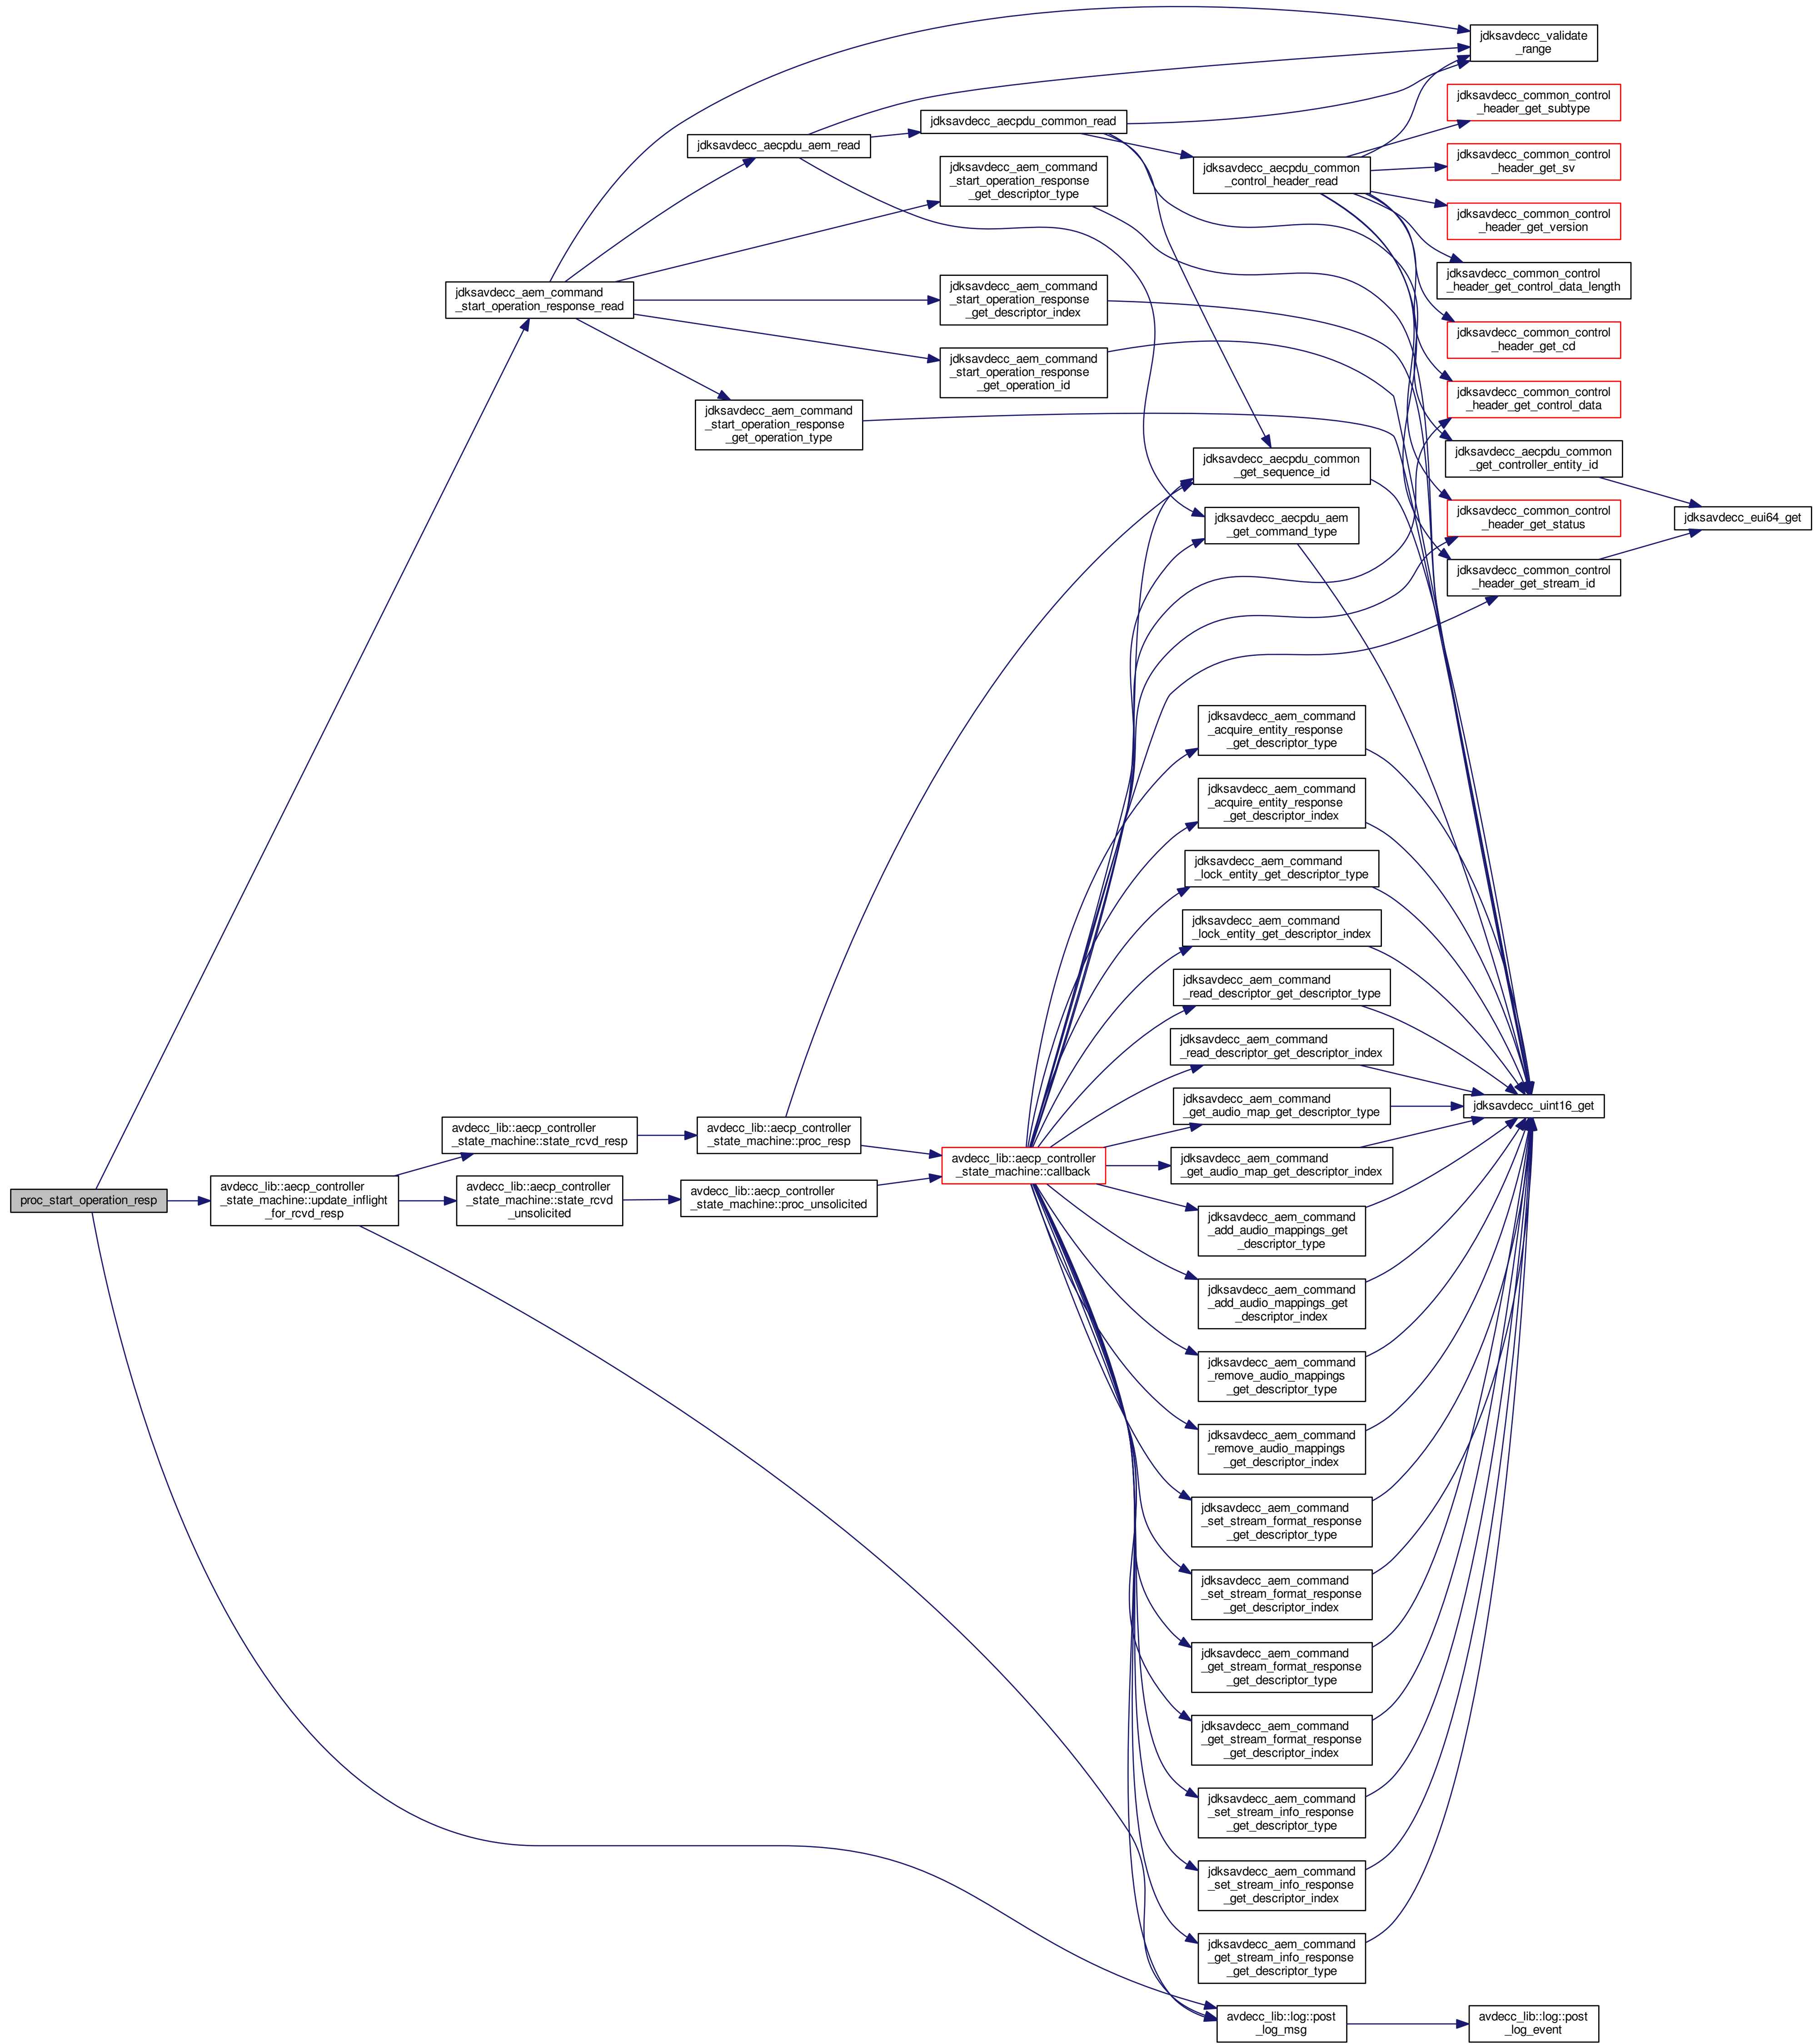 proc_start_operation_resp
jdksavdecc_aem_command
_start_operation_response_read
avdecc_lib::aecp_controller
_state_machine::update_inflight
_for_rcvd_resp
avdecc_lib::aecp_controller
_state_machine::state_rcvd_resp
avdecc_lib::aecp_controller
_state_machine::state_rcvd
_unsolicited
jdksavdecc_aecpdu_aem_read
jdksavdecc_aem_command
_start_operation_response
_get_operation_type
avdecc_lib::aecp_controller
_state_machine::proc_resp
avdecc_lib::aecp_controller
_state_machine::proc_unsolicited
jdksavdecc_aecpdu_common_read
jdksavdecc_aem_command
_start_operation_response
_get_descriptor_type
jdksavdecc_aem_command
_start_operation_response
_get_descriptor_index
jdksavdecc_aem_command
_start_operation_response
_get_operation_id
avdecc_lib::aecp_controller
_state_machine::callback
jdksavdecc_aecpdu_common
_control_header_read
jdksavdecc_aecpdu_common
_get_sequence_id
jdksavdecc_aecpdu_aem
_get_command_type
jdksavdecc_aem_command
_acquire_entity_response
_get_descriptor_type
jdksavdecc_aem_command
_acquire_entity_response
_get_descriptor_index
jdksavdecc_aem_command
_lock_entity_get_descriptor_type
jdksavdecc_aem_command
_lock_entity_get_descriptor_index
jdksavdecc_aem_command
_read_descriptor_get_descriptor_type
jdksavdecc_aem_command
_read_descriptor_get_descriptor_index
jdksavdecc_aem_command
_get_audio_map_get_descriptor_type
jdksavdecc_aem_command
_get_audio_map_get_descriptor_index
jdksavdecc_aem_command
_add_audio_mappings_get
_descriptor_type
jdksavdecc_aem_command
_add_audio_mappings_get
_descriptor_index
jdksavdecc_aem_command
_remove_audio_mappings
_get_descriptor_type
jdksavdecc_aem_command
_remove_audio_mappings
_get_descriptor_index
jdksavdecc_aem_command
_set_stream_format_response
_get_descriptor_type
jdksavdecc_aem_command
_set_stream_format_response
_get_descriptor_index
jdksavdecc_aem_command
_get_stream_format_response
_get_descriptor_type
jdksavdecc_aem_command
_get_stream_format_response
_get_descriptor_index
jdksavdecc_aem_command
_set_stream_info_response
_get_descriptor_type
jdksavdecc_aem_command
_set_stream_info_response
_get_descriptor_index
jdksavdecc_aem_command
_get_stream_info_response
_get_descriptor_type
avdecc_lib::log::post
_log_msg
jdksavdecc_validate
_range
jdksavdecc_common_control
_header_get_subtype
jdksavdecc_common_control
_header_get_sv
jdksavdecc_common_control
_header_get_version
jdksavdecc_common_control
_header_get_control_data_length
jdksavdecc_common_control
_header_get_cd
jdksavdecc_common_control
_header_get_control_data
jdksavdecc_aecpdu_common
_get_controller_entity_id
jdksavdecc_common_control
_header_get_status
jdksavdecc_common_control
_header_get_stream_id
jdksavdecc_uint16_get
avdecc_lib::log::post
_log_event
jdksavdecc_eui64_get